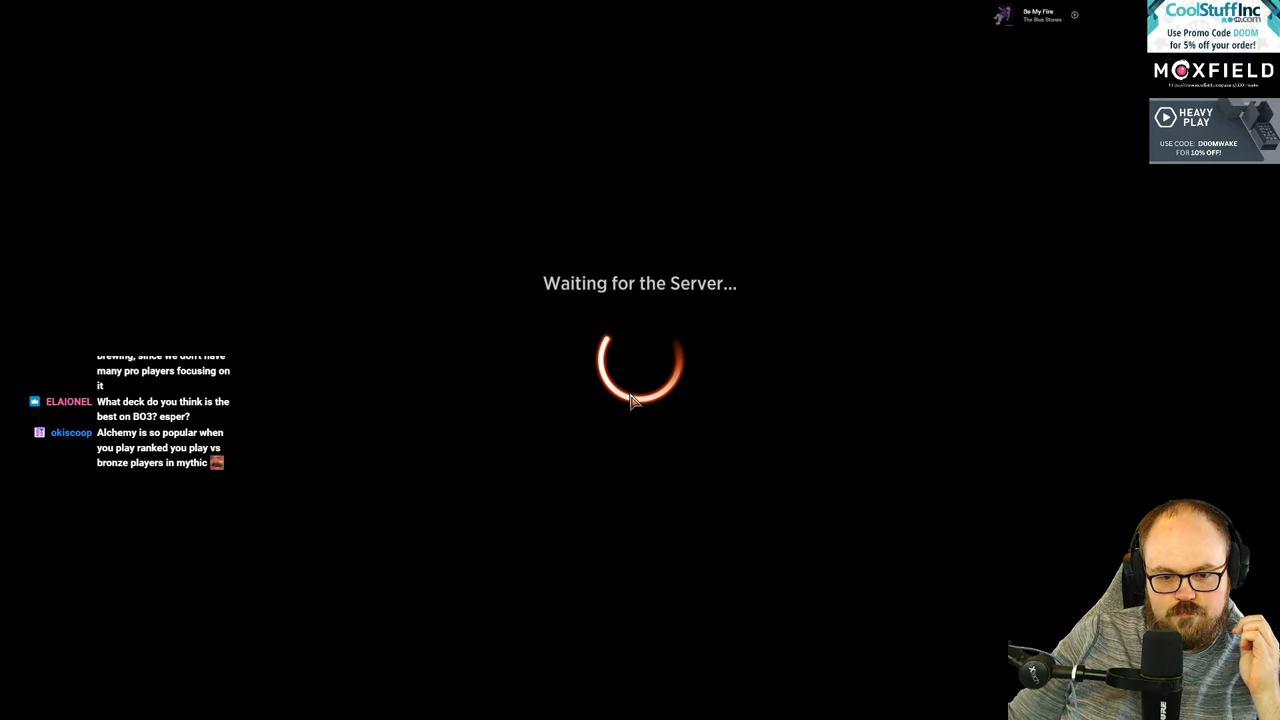 Be My Fire
The Blue Stones
CoolStuffInc
.com
Use Promo Code DOOM
for 5% off your order!
MOXFIELD
HEAVY
PLAY
USE CODE: DOOMWAKE
FOR 10% OFF!
Waiting for the Server...
brewing, since we don't have
many pro players focusing on
it
ELAIONEL What deck do you think is the
best on BO3? esper?
okiscoop Alchemy is so popular when
you play ranked you play vs
bronze players in mythic